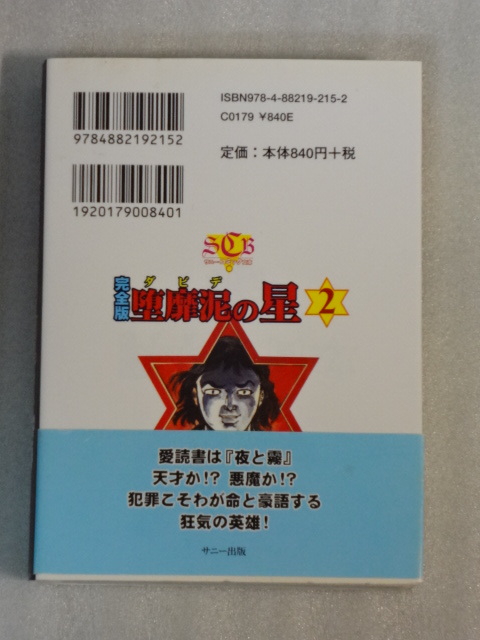 ISBN978-4-88219-215-2
C0179 ¥840E
9784882192152
定価：本体840円＋税
1920179008401
SCB
ダビデ
完全版
堕靡泥の星
2
愛読書は『夜と霧』
天才か!? 悪魔か!?
犯罪こそわが命と豪語する
狂気の英雄!
サニー出版